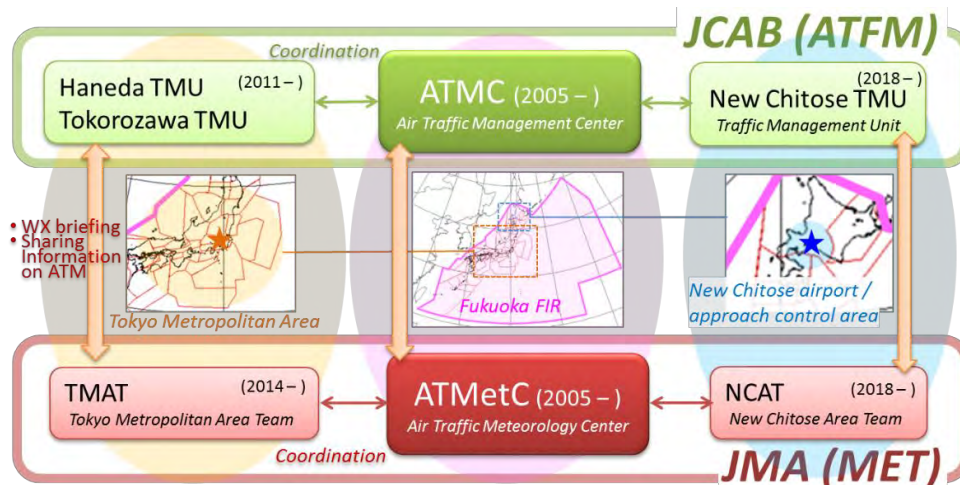 JCAB (ATFM)
Coordination
Haneda TMU (2011–)
Tokorozawa TMU
ATMC (2005 – )
Air Traffic Management Center
(2018–)
New Chitose TMU
Traffic Management Unit
• WX briefing
• Sharing
Information
on ATM
Tokyo Metropolitan Area
Fukuoka FIR
New Chitose airport /
approach control area
TMAT (2014 – )
Tokyo Metropolitan Area Team
ATMetC (2005 – )
Air Traffic Meteorology Center
NCAT (2018– )
New Chitose Area Team
Coordination
JMA (MET)